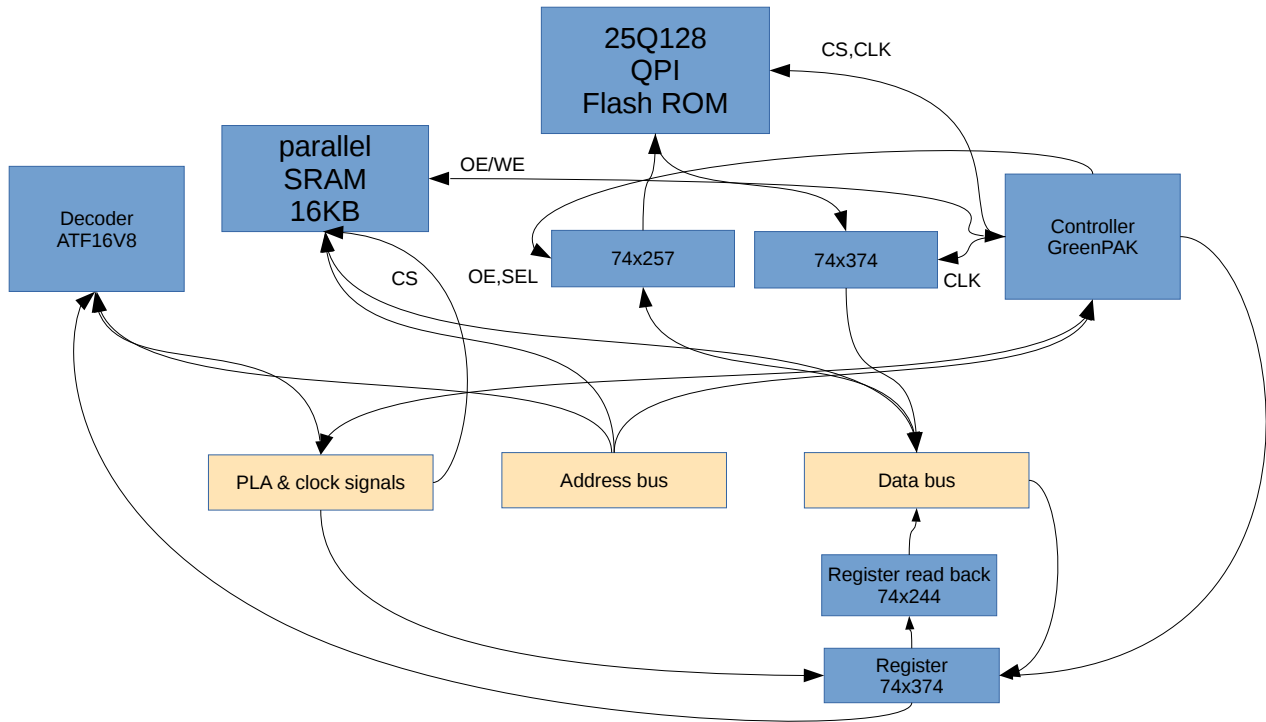 25Q128
QPI
Flash ROM
CS,CLK
parallel
SRAM
16KB
OE/WE
Decoder
ATF16V8
Controller
GreenPAK
74x257
74x374
OE,SEL
CS
CLK
PLA & clock signals
Address bus
Data bus
Register read back
74x244
Register
74x374